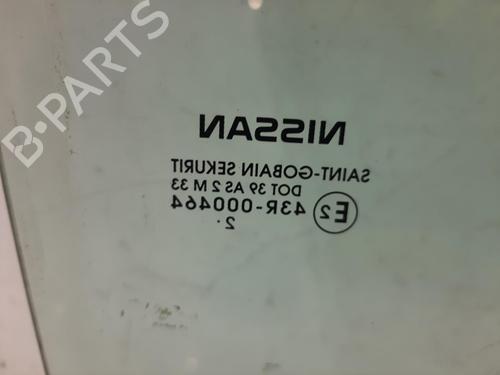 B-PARTS
NISSAN
SAINT-GOBAIN SEKURIT
DOT 39 AS 2 M 33
E2 43R-000464
2·